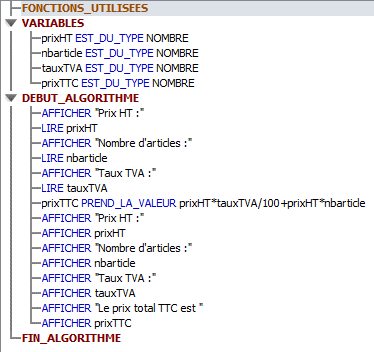 FONCTIONS_UTILISEES
VARIABLES
prixHT EST_DU_TYPE NOMBRE
nbarticle EST_DU_TYPE NOMBRE
tauxTVA EST_DU_TYPE NOMBRE
prixTTC EST_DU_TYPE NOMBRE
DEBUT_ALGORITHME
AFFICHER "Prix HT :"
LIRE prixHT
AFFICHER "Nombre d'articles :"
LIRE nbarticle
AFFICHER "Taux TVA :"
LIRE tauxTVA
prixTTC PREND_LA_VALEUR prixHT*tauxTVA/100+prixHT*nbarticle
AFFICHER "Prix HT :"
AFFICHER prixHT
AFFICHER "Nombre d'articles :"
AFFICHER nbarticle
AFFICHER "Taux TVA :"
AFFICHER tauxTVA
AFFICHER "Le prix total TTC est "
AFFICHER prixTTC
FIN_ALGORITHME